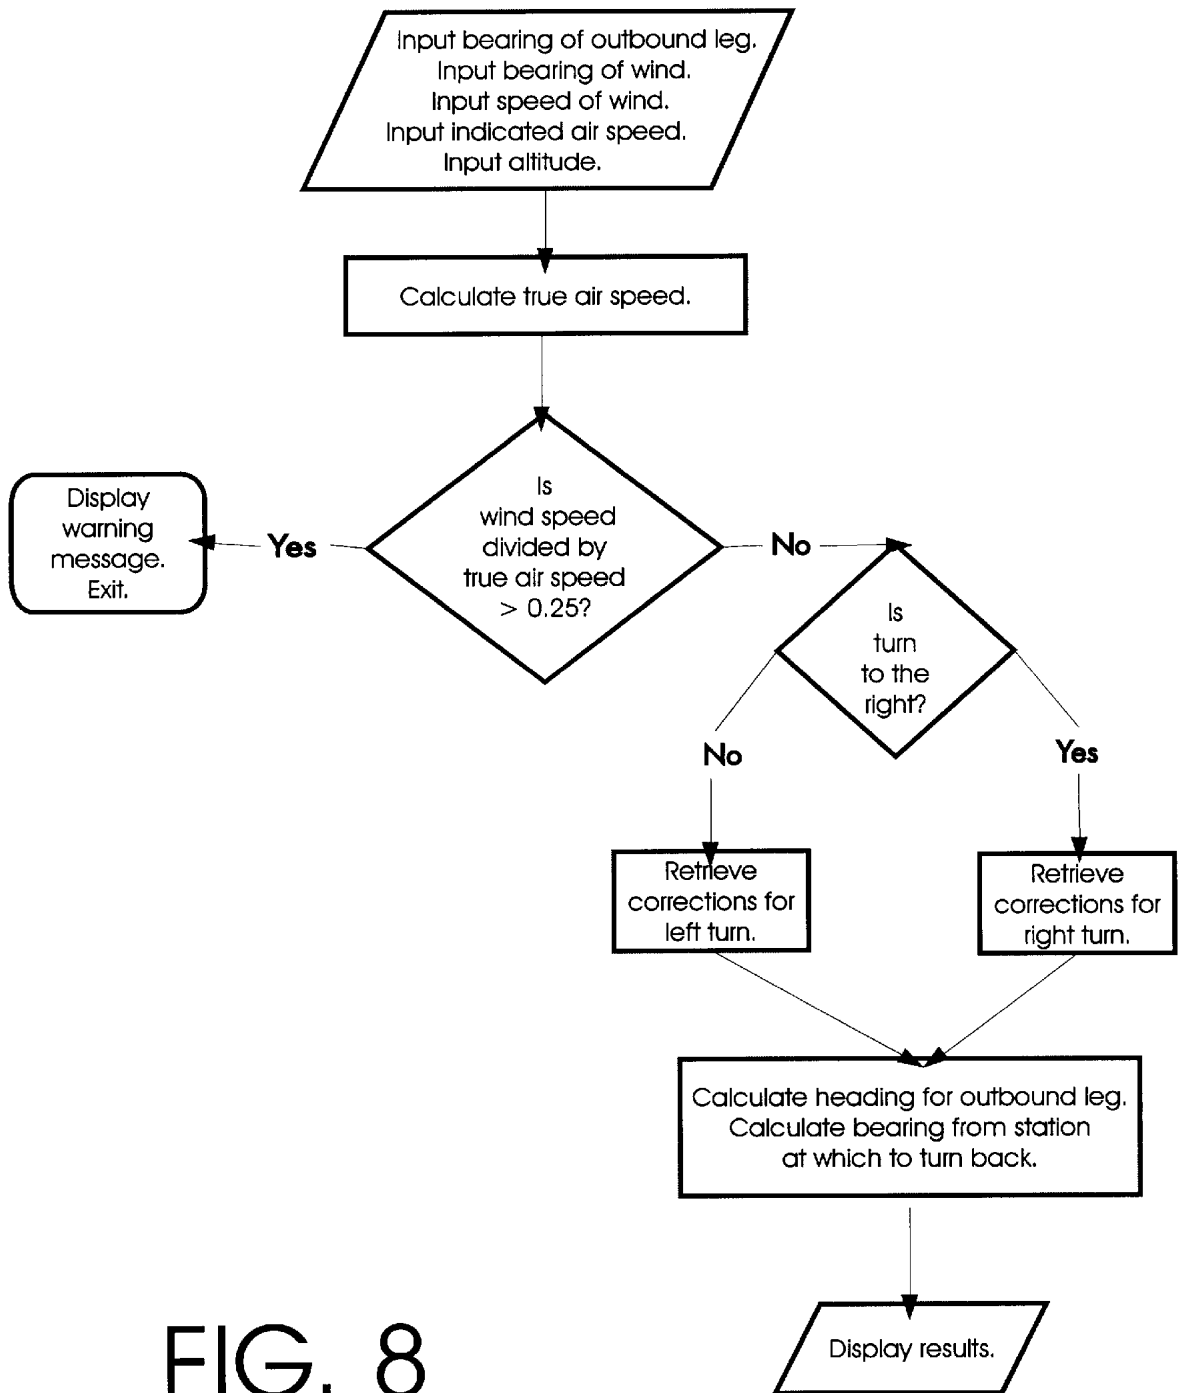 Input bearing of outbound leg.
Input bearing of wind.
Input speed of wind.
Input indicated air speed.
Input altitude.
Calculate true air speed.
Is
wind speed
divided by
true air speed
> 0.25?
Yes
Display
warning
message.
Exit.
No
Is
turn
to the
right?
No
Yes
Retrieve
corrections for
left turn.
Retrieve
corrections for
right turn.
Calculate heading for outbound leg.
Calculate bearing from station
at which to turn back.
Display results.
FIG. 8